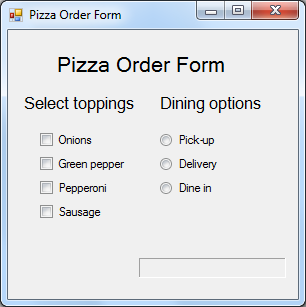 Pizza Order Form
Pizza Order Form
Select toppings
Dining options
Onions
Pick-up
Green pepper
Delivery
Pepperoni
Dine in
Sausage